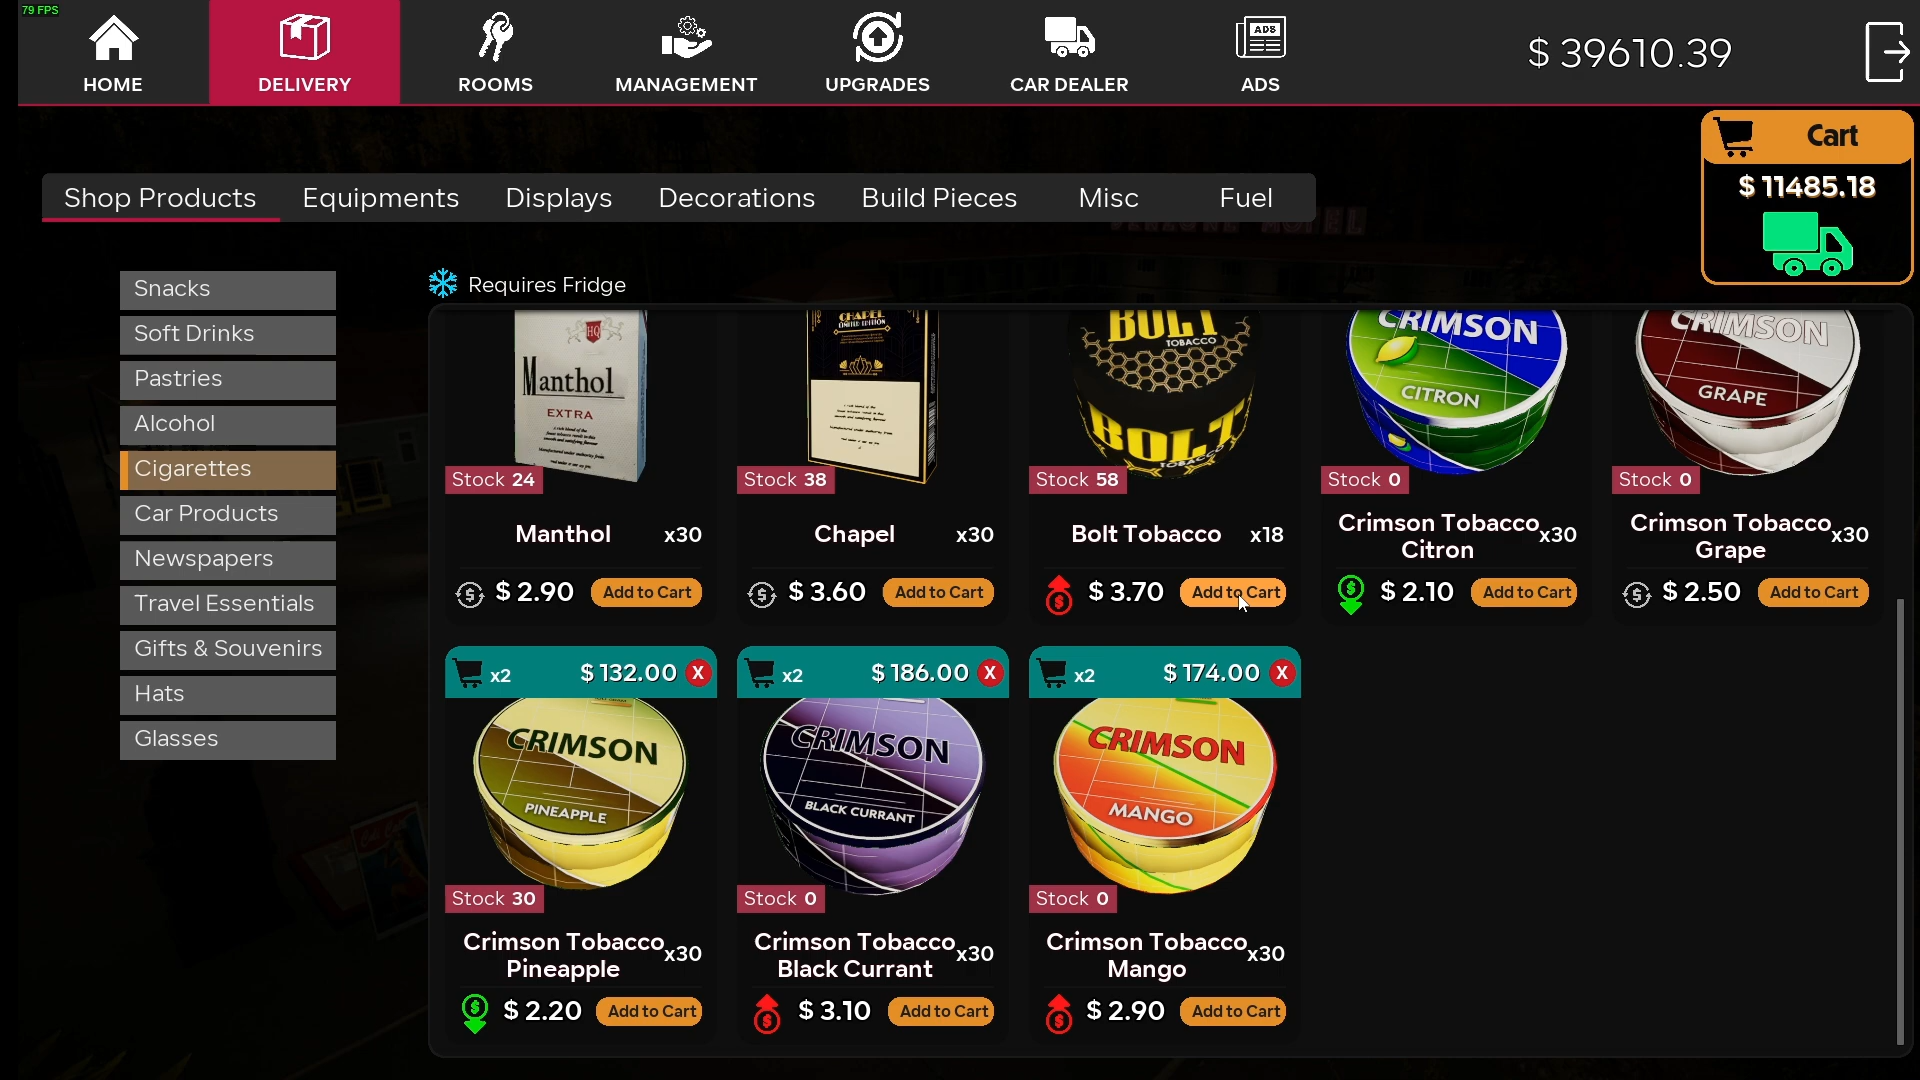 79 FPS
HOME
DELIVERY
ROOMS
MANAGEMENT
UPGRADES
CAR DEALER
ADS
ADS
$ 39610.39
Cart
$ 11485.18
Shop Products
Equipments
Displays
Decorations
Build Pieces
Misc
Fuel
Snacks
Soft Drinks
Pastries
Alcohol
Cigarettes
Car Products
Newspapers
Travel Essentials
Gifts & Souvenirs
Hats
Glasses
Requires Fridge
HQ
Manthol
EXTRA
Stock 24
Manthol
x30
$ 2.90
Add to Cart
CHAPEL
LIMITED EDITION
Stock 38
Chapel
x30
$ 3.60
Add to Cart
BOLT
TOBACCO
BOLT
TOBACCO
Stock 58
Bolt Tobacco
x18
$ 3.70
Add to Cart
CRIMSON
CITRON
Stock 0
Crimson Tobacco
Citron
x30
$ 2.10
Add to Cart
CRIMSON
GRAPE
Stock 0
Crimson Tobacco
Grape
x30
$ 2.50
Add to Cart
x2
$ 132.00
X
CRIMSON
PINEAPPLE
Stock 30
Crimson Tobacco
Pineapple
x30
$ 2.20
Add to Cart
x2
$ 186.00
X
CRIMSON
BLACK CURRANT
Stock 0
Crimson Tobacco
Black Currant
x30
$ 3.10
Add to Cart
x2
$ 174.00
X
CRIMSON
MANGO
Stock 0
Crimson Tobacco
Mango
x30
$ 2.90
Add to Cart